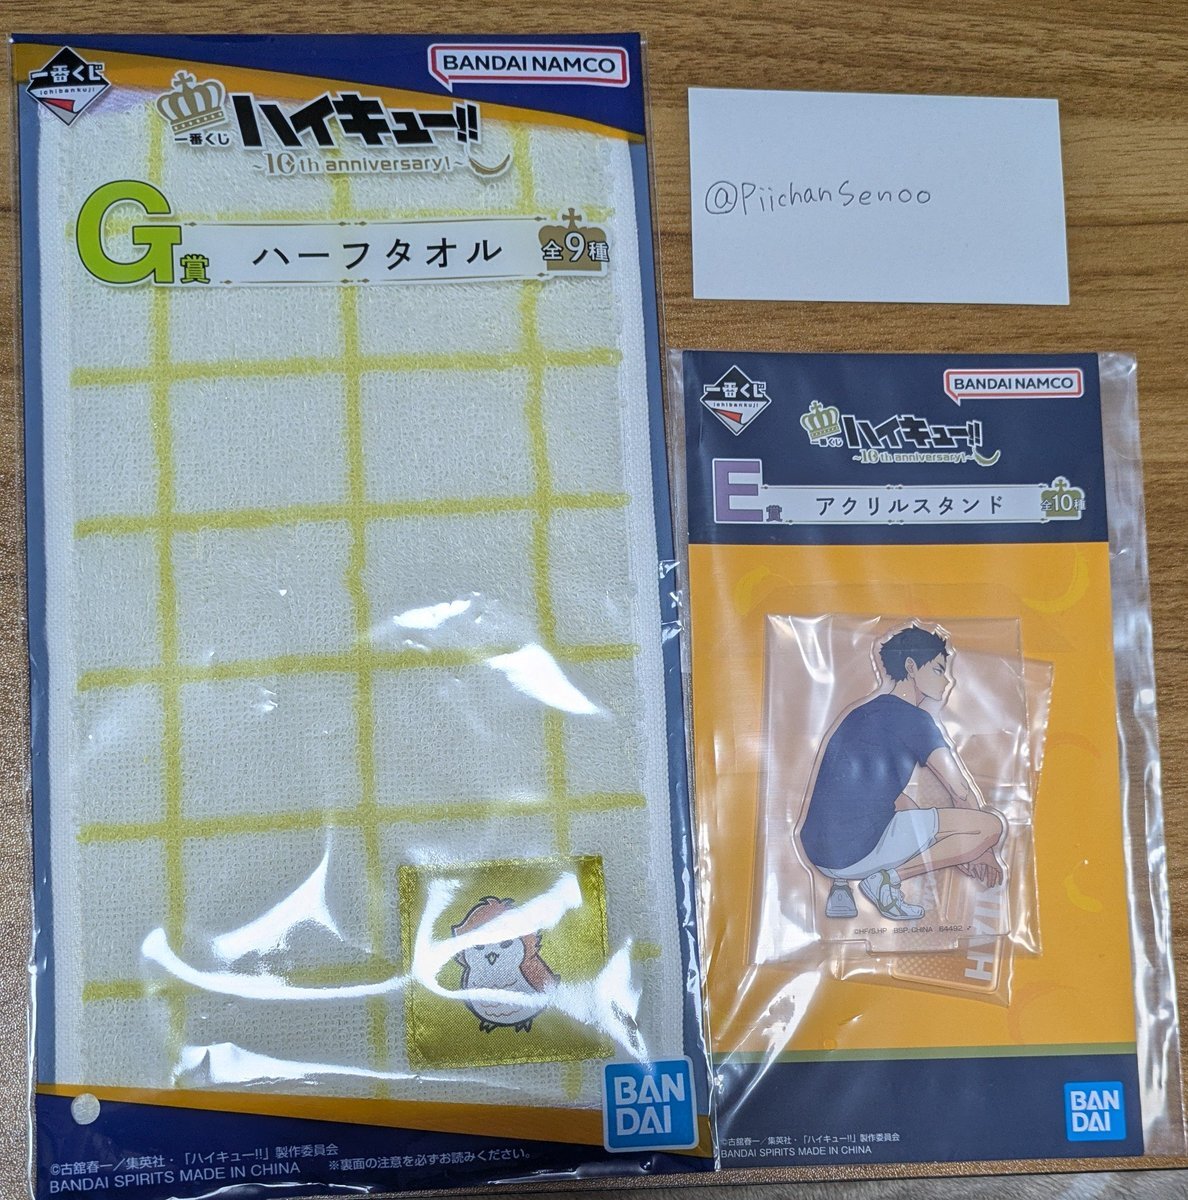 一番くじ
ichibankuji
BANDAI NAMCO
一番くじ
ハイキュー!!
~10th anniversary!~
G賞
ハーフタオル
全9種
BAN
DAI
©古舘春一/集英社・「ハイキュー!!」製作委員会
※裏面の注意を必ずお読みください。
BANDAI SPIRITS MADE IN CHINA
@PiichanSenoo
一番くじ
ichibankuji
BANDAI NAMCO
一番くじ
ハイキュー!!
~10th anniversary!~
E賞
アクリルスタンド
全10種
©HF/S,HP BSP, CHINA 64492
BAN
DAI
©古舘春一/集英社・「ハイキュー!!」製作委員会
BANDAI SPIRITS MADE IN CHINA